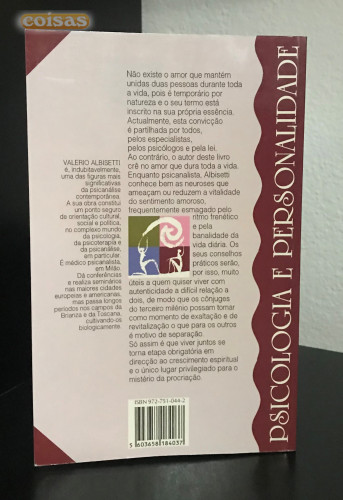 coisas
Não existe o amor que mantém
unidas duas pessoas durante toda
a vida, pois é temporário por
natureza e o seu termo está
inscrito na sua própria essência.
Actualmente, esta convicção
é partilhada por todos,
pelos especialistas,
pelos psicólogos e pela lei.
Ao contrário, o autor deste livro
crê no amor que dura toda a vida.
Enquanto psicanalista, Albisetti
conhece bem as neuroses que
ameaçam ou reduzem a vitalidade
do sentimento amoroso,
frequentemente esmagado pelo
ritmo frenético
e pela
banalidade da
vida diária. Os
seus conselhos
práticos serão,
por isso, muito
úteis a quem quiser viver com
autenticidade a difícil relação a
dois, de modo que os cônjuges
do terceiro milénio possam tomar
como momento de exaltação e de
revitalização o que para os outros
é motivo de separação.
Só assim é que viver juntos se
torna etapa obrigatória em
direcção ao crescimento espiritual
e o único lugar privilegiado para o
mistério da procriação.
VALERIO ALBISETTI
é, indubitavelmente,
uma das figuras mais
significativas
da psicanálise
contemporânea.
A sua obra constitui
um ponto seguro
de orientação cultural,
social e política,
no complexo mundo
da psicologia,
da psicoterapia e
da psicanálise,
em particular.
É médico psicanalista,
em Milão.
Dá conferências
e realiza seminários
nas maiores cidades
europeias e americanas,
mas passa longos
períodos nos campos da
Brianza e da Toscana,
cultivando-os
biologicamente.
ISBN 972-751-044-2
5603658184037
PSICOLOGIA E PERSONALIDADE